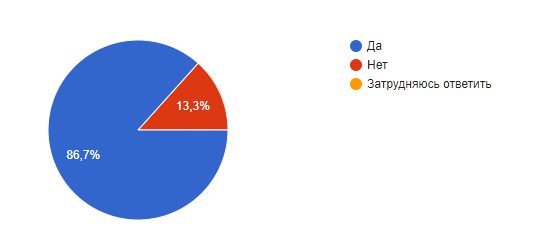 Да
Нет
Затрудняюсь ответить
13,3%
86,7%